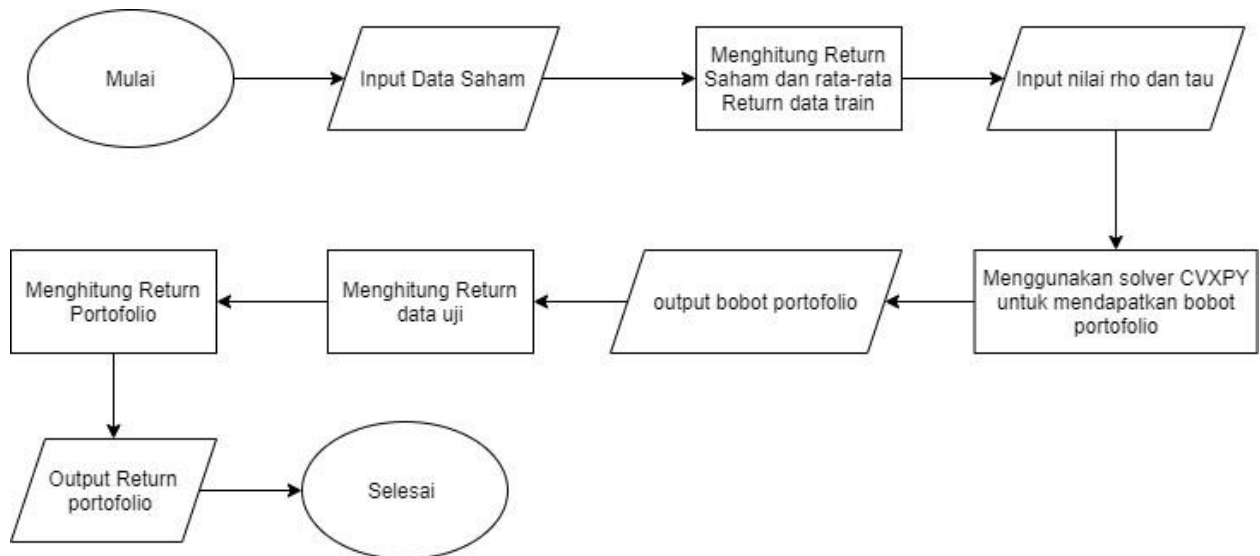 Mulai
Input Data Saham
Menghitung Return
Saham dan rata-rata
Return data train
Input nilai rho dan tau
Menggunakan solver CVXPY
untuk mendapatkan bobot
portofolio
output bobot portofolio
Menghitung Return
data uji
Menghitung Return
Portofolio
Output Return
portofolio
Selesai